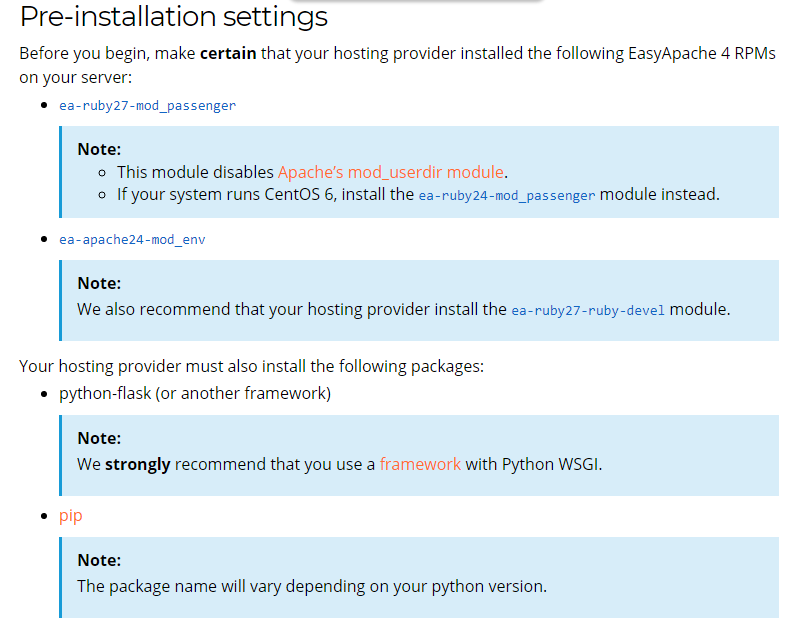 Pre-installation settings
Before you begin, make certain that your hosting provider installed the following EasyApache 4 RPMs
on your server:
ea-ruby27-mod_passenger
Note:
This module disables Apache's mod_userdir module.
If your system runs CentOS 6, install the ea-ruby24-mod_passenger module instead.
ea-apache24-mod_env
Note:
We also recommend that your hosting provider install the ea-ruby27-ruby-devel module.
Your hosting provider must also install the following packages:
python-flask (or another framework)
Note:
We strongly recommend that you use a framework with Python WSGI.
pip
Note:
The package name will vary depending on your python version.